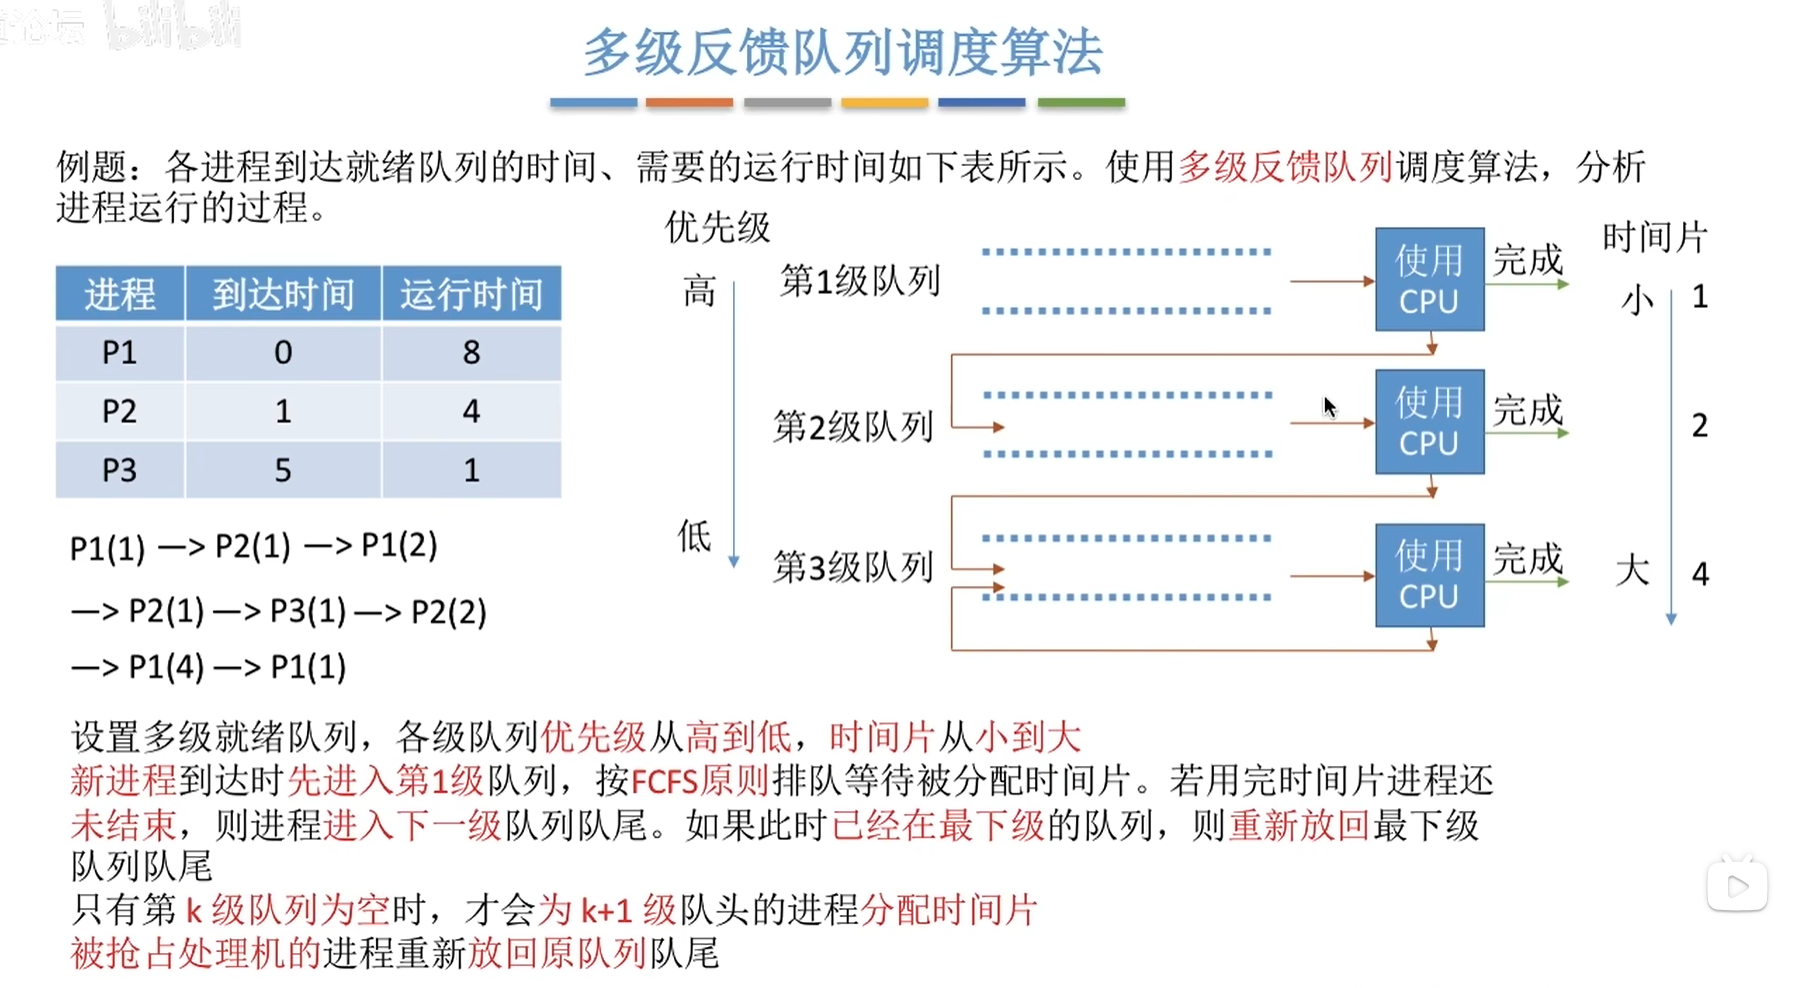 论坛 bilibili
多级反馈队列调度算法
例题：各进程到达就绪队列的时间、需要的运行时间如下表所示。使用多级反馈队列调度算法，分析
进程运行的过程。
进程 到达时间 运行时间
P1 0 8
P2 1 4
P3 5 1
P1(1) —> P2(1) —> P1(2)
—> P2(1) —> P3(1) —> P2(2)
—> P1(4) —> P1(1)
优先级
高
低
第1级队列
使用
CPU
完成
第2级队列
使用
CPU
完成
第3级队列
使用
CPU
完成
时间片
小 1
2
大 4
设置多级就绪队列，各级队列优先级从高到低，时间片从小到大
新进程到达时先进入第1级队列，按FCFS原则排队等待被分配时间片。若用完时间片进程还
未结束，则进程进入下一级队列队尾。如果此时已经在最下级的队列，则重新放回最下级
队列队尾
只有第 k 级队列为空时，才会为 k+1 级队头的进程分配时间片
被抢占处理机的进程重新放回原队列队尾